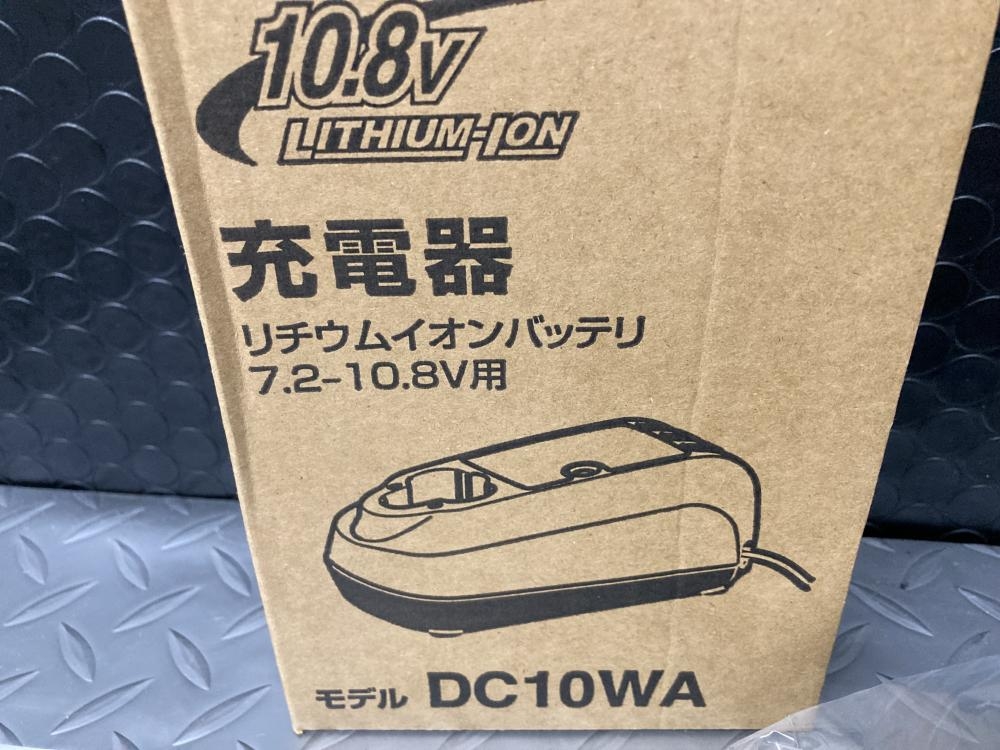 10.8V
LITHIUM-ION
充電器
リチウムイオンバッテリ
7.2-10.8V用
モデル DC10WA